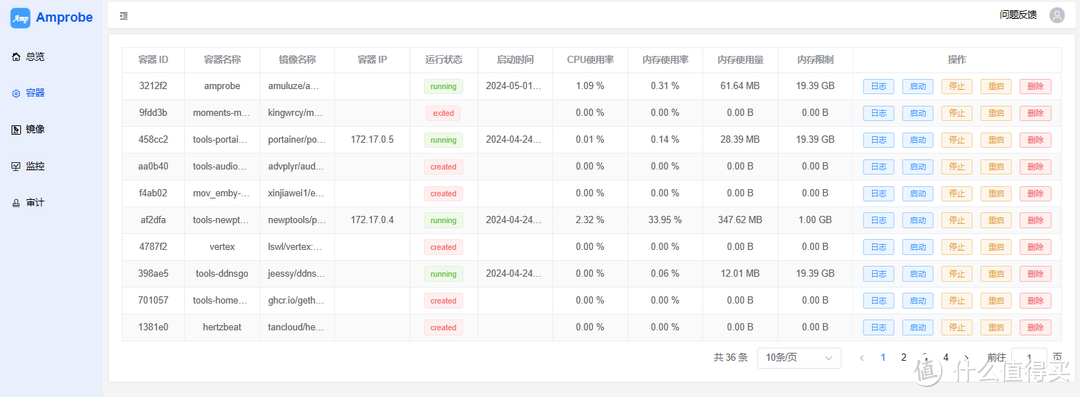 Amp Amprobe
问题反馈
总览
容器
镜像
监控
审计
容器 ID 容器名称 镜像名称 容器 IP 运行状态 启动时间 CPU使用率 内存使用率 内存使用量 内存限制 操作
3212f2 amprobe amuluze/a... running 2024-05-01... 1.09 % 0.31 % 61.64 MB 19.39 GB 日志 启动 停止 重启 删除
9fdd3b moments-m... kingwrcy/m... exited 0.00 % 0.00 % 0.00 B 0.00 B 日志 启动 停止 重启 删除
458cc2 tools-portai... portainer/po... 172.17.0.5 running 2024-04-24... 0.01 % 0.14 % 28.39 MB 19.39 GB 日志 启动 停止 重启 删除
aa0b40 tools-audio... advplyr/aud... created 0.00 % 0.00 % 0.00 B 0.00 B 日志 启动 停止 重启 删除
f4ab02 mov_emby-... xinjiawei1/e... created 0.00 % 0.00 % 0.00 B 0.00 B 日志 启动 停止 重启 删除
af2dfa tools-newpt... newptools/p... 172.17.0.4 running 2024-04-24... 2.32 % 33.95 % 347.62 MB 1.00 GB 日志 启动 停止 重启 删除
4787f2 vertex lswl/vertex:... created 0.00 % 0.00 % 0.00 B 0.00 B 日志 启动 停止 重启 删除
398ae5 tools-ddnsgo jeessy/ddns... running 2024-04-24... 0.00 % 0.06 % 12.01 MB 19.39 GB 日志 启动 停止 重启 删除
701057 tools-home... ghcr.io/geth... created 0.00 % 0.00 % 0.00 B 0.00 B 日志 启动 停止 重启 删除
1381e0 hertzbeat tancloud/he... created 0.00 % 0.00 % 0.00 B 0.00 B 日志 启动 停止 重启 删除
共 36 条 10条/页 1 2 4 前往 1 页
值 什么值得买